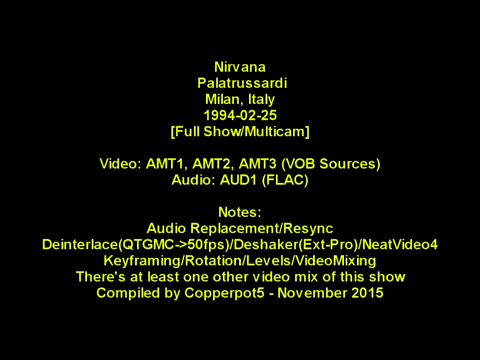 Nirvana
Palatrussardi
Milan, Italy
1994-02-25
[Full Show/Multicam]
Video: AMT1, AMT2, AMT3 (VOB Sources)
Audio: AUD1 (FLAC)
Notes:
Audio Replacement/Resync
Deinterlace(QTGMC->50fps)/Deshaker(Ext-Pro)/NeatVideo4
Keyframing/Rotation/Levels/VideoMixing
There's at least one other video mix of this show
Compiled by Copperpot5 - November 2015